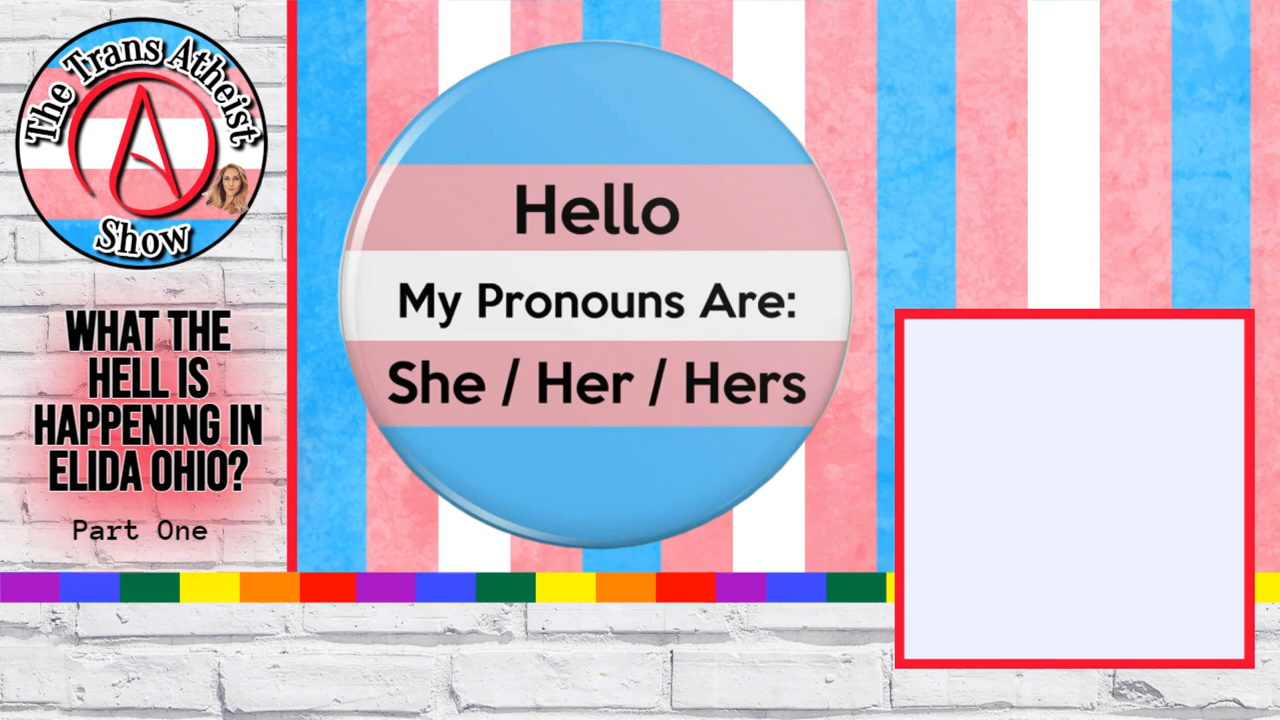 The Trans Atheist
Show
WHAT THE
HELL IS
HAPPENING IN
ELIDA OHIO?
Part One
Hello
My Pronouns Are:
She / Her / Hers